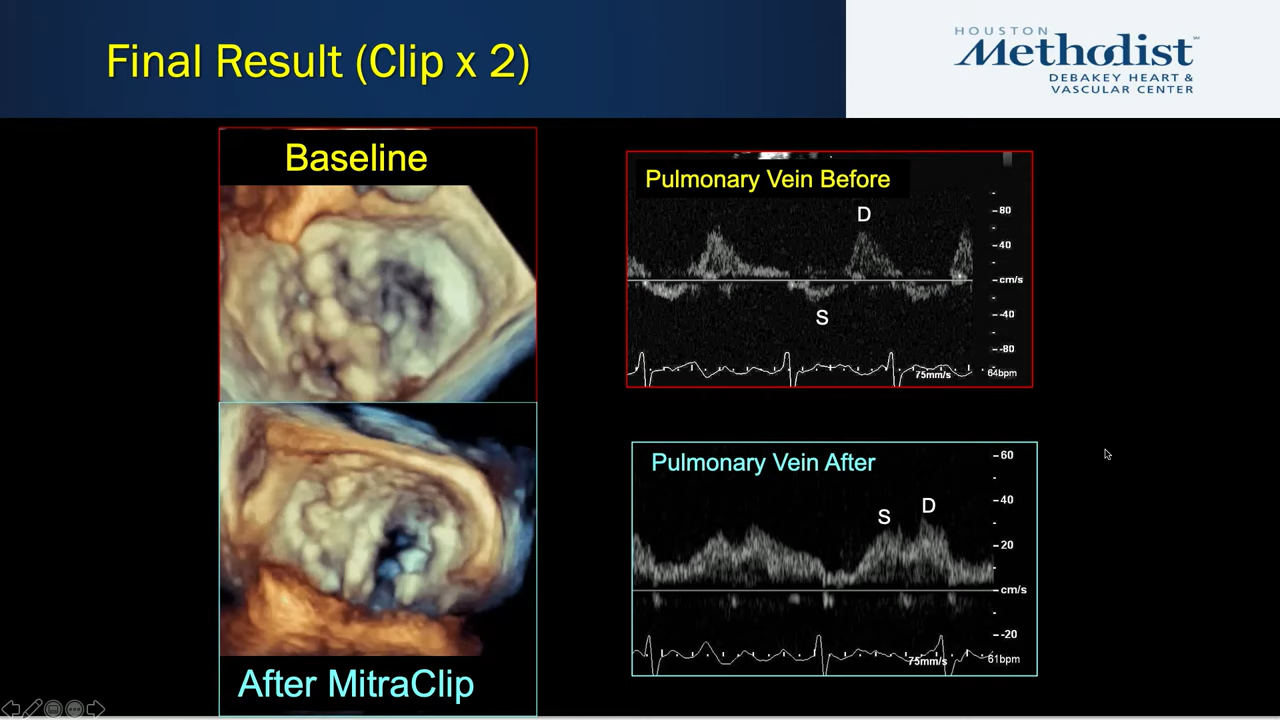 Final Result (Clip x 2)
HOUSTON
Methodist
DEBAKEY HEART &
VASCULAR CENTER
Baseline
After MitraClip
Pulmonary Vein Before
D
S
80
40
cm/s
-40
-80
75mm/s
64bpm
Pulmonary Vein After
S
D
60
40
20
cm/s
-20
75mm/s
61bpm